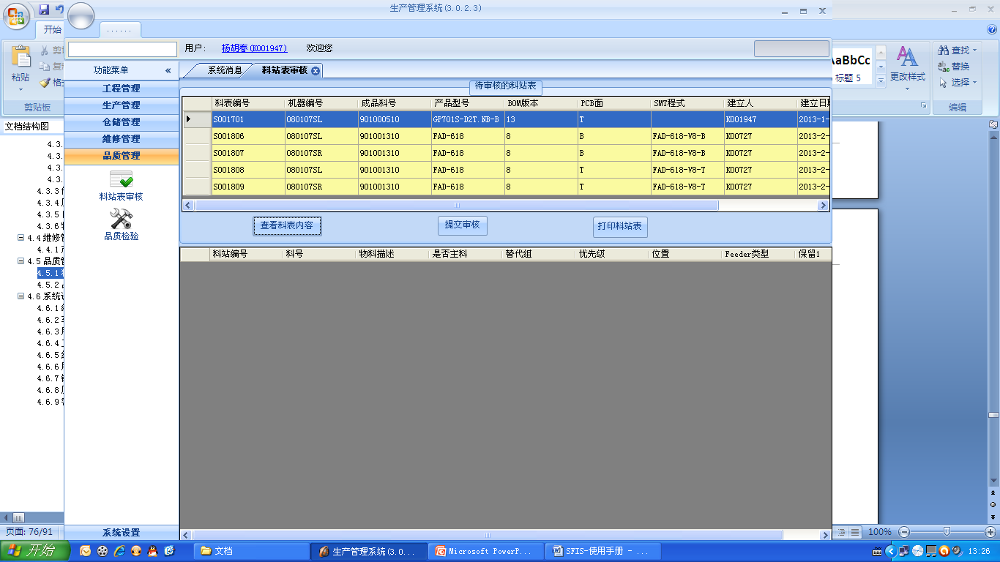 生产管理系统(3.0.2.3)
开始
......
用户: 杨胡春(K001947) 欢迎您
粘贴
剪贴板
AaBbCc
标题 5
更改样式
查找
替换
选择
编辑
文档结构图
4.3.
4.3.
4.3.
4.3.
4.3.3
4.3.4
4.3.5
4.3.6
4.4 维修
4.4.1
4.5 品质
4.5.1
4.5.2
4.6 系统
4.6.1
4.6.2
4.6.3
4.6.4
4.6.5
4.6.6
4.6.7
4.6.8
4.6.9
功能菜单 «
工程管理
生产管理
仓储管理
维修管理
品质管理
料站表审核
品质检验
系统设置
系统消息 料站表审核
待审核的料站表
料表编号 机器编号 成品料号 产品型号 BOM版本 PCB面 SMT程式 建立人 建立日期
S001701 080107SL 901000510 GP701S-D2T.NB-B 13 T K001947 2013-1-
S001806 080107SL 901001310 FAD-618 8 B FAD-618-V8-B K00727 2013-2-
S001807 080107SR 901001310 FAD-618 8 B FAD-618-V8-B K00727 2013-2-
S001808 080107SL 901001310 FAD-618 8 T FAD-618-V8-T K00727 2013-2-
S001809 080107SR 901001310 FAD-618 8 T FAD-618-V8-T K00727 2013-2-
查看料表内容 提交审核 打印料站表
料站编号 料号 物料描述 是否主料 替代组 优先级 位置 Feeder类型 保留1
页面: 76/91 100%
开始 文档 生产管理系统(3.0... Microsoft PowerP... SFIS-使用手册 - ... 13:26